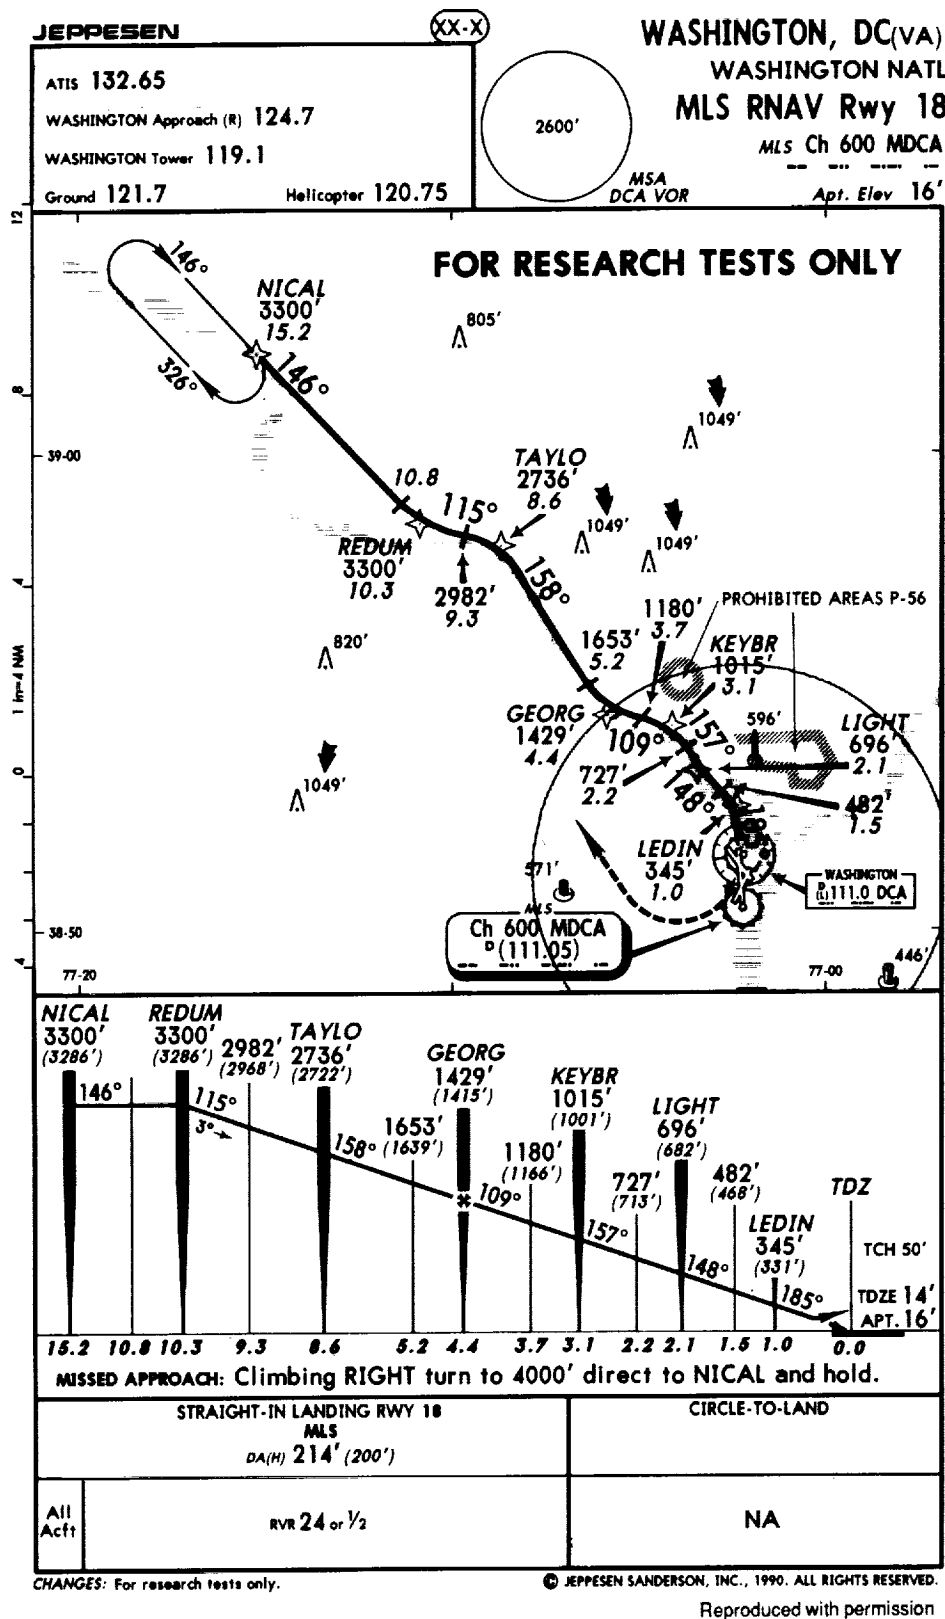 JEPPESEN
XX-X
WASHINGTON, DC(VA)
WASHINGTON NATL
MLS RNAV Rwy 18
MLS Ch 600 MDCA
Apt. Elev 16'
ATIS 132.65
WASHINGTON Approach (R) 124.7
WASHINGTON Tower 119.1
Ground 121.7 Helicopter 120.75
2600'
MSA
DCA VOR
FOR RESEARCH TESTS ONLY
12
8
4
0
4
1 in=4 NM
146°
326°
NICAL
3300'
15.2
146°
805'
1049'
39-00
10.8
115°
TAYLO
2736'
8.6
REDUM
3300'
10.3
2982'
9.3
158°
1049'
1049'
PROHIBITED AREAS P-56
820'
1653'
5.2
1180'
3.7
KEYBR
1015'
3.1
GEORG
1429'
4.4
109°
157°
596'
LIGHT
696'
2.1
727'
2.2
148°
482'
1.5
1049'
LEDIN
345'
1.0
571'
WASHINGTON
D
(L) 111.0 DCA
MLS
Ch 600 MDCA
D (111.05)
38-50
77-20
77-00
446'
NICAL
3300'
(3286')
REDUM
3300'
(3286')
2982'
(2968')
TAYLO
2736'
(2722')
1653'
(1639')
GEORG
1429'
(1415')
1180'
(1166')
KEYBR
1015'
(1001')
727'
(713')
LIGHT
696'
(682')
482'
(468')
LEDIN
345'
(331')
TDZ
146°
115°
3°
158°
109°
157°
148°
185°
TCH 50'
TDZE 14'
APT. 16'
15.2 10.8 10.3 9.3 8.6 5.2 4.4 3.7 3.1 2.2 2.1 1.5 1.0 0.0
MISSED APPROACH: Climbing RIGHT turn to 4000' direct to NICAL and hold.
STRAIGHT-IN LANDING RWY 18
MLS
DA(H) 214' (200')
CIRCLE-TO-LAND
All
Acft
RVR 24 or 1/2
NA
CHANGES: For research tests only.
© JEPPESEN SANDERSON, INC., 1990. ALL RIGHTS RESERVED.
Reproduced with permission